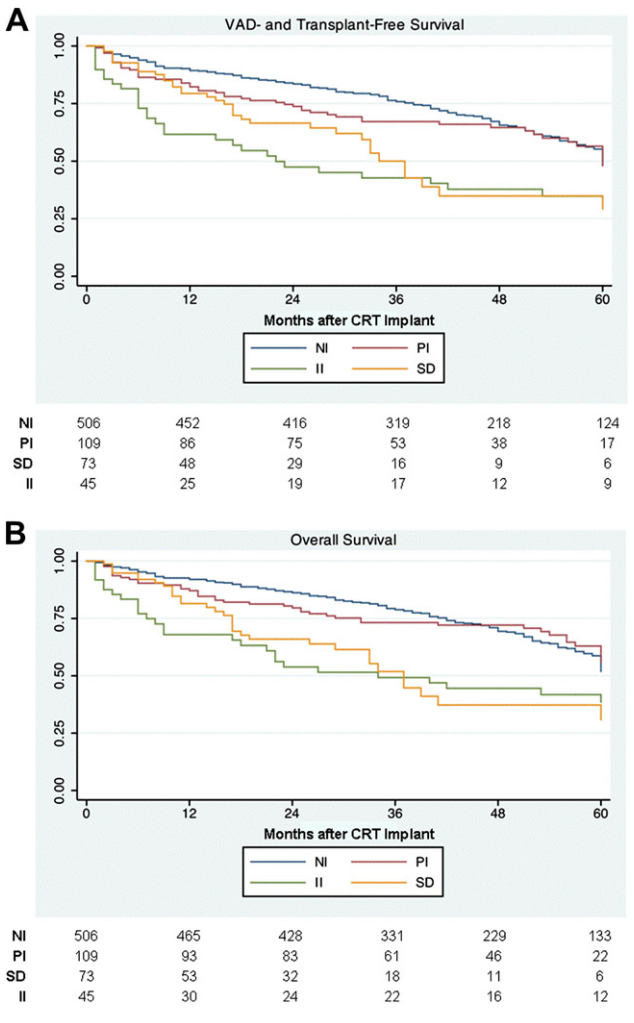 A
VAD- and Transplant-Free Survival
1.00
0.75
0.50
0.25
0.00
0 12 24 36 48 60
Months after CRT Implant
NI PI
II SD
NI 506 452 416 319 218 124
PI 109 86 75 53 38 17
SD 73 48 29 16 9 6
II 45 25 19 17 12 9
B
Overall Survival
1.00
0.75
0.50
0.25
0.00
0 12 24 36 48 60
Months after CRT Implant
NI PI
II SD
NI 506 465 428 331 229 133
PI 109 93 83 61 46 22
SD 73 53 32 18 11 6
II 45 30 24 22 16 12